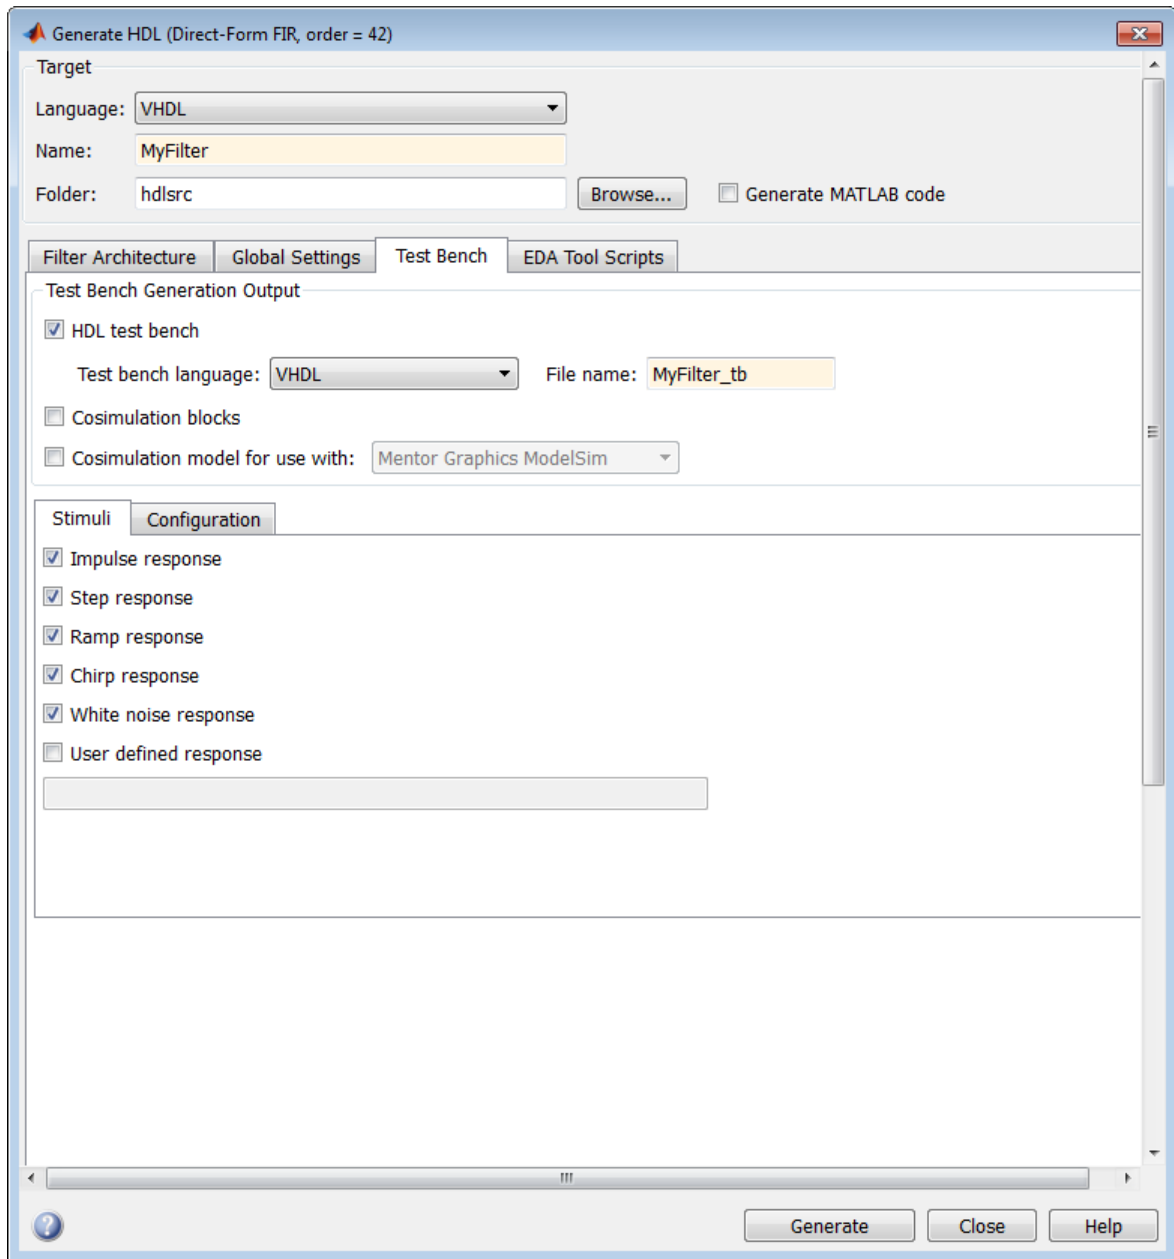 Generate HDL (Direct-Form FIR, order = 42)
Target
Language: VHDL
Name: MyFilter
Folder: hdlsrc Browse... Generate MATLAB code
Filter Architecture Global Settings Test Bench EDA Tool Scripts
Test Bench Generation Output
HDL test bench
Test bench language: VHDL File name: MyFilter_tb
Cosimulation blocks
Cosimulation model for use with: Mentor Graphics ModelSim
Stimuli Configuration
Impulse response
Step response
Ramp response
Chirp response
White noise response
User defined response
Generate Close Help